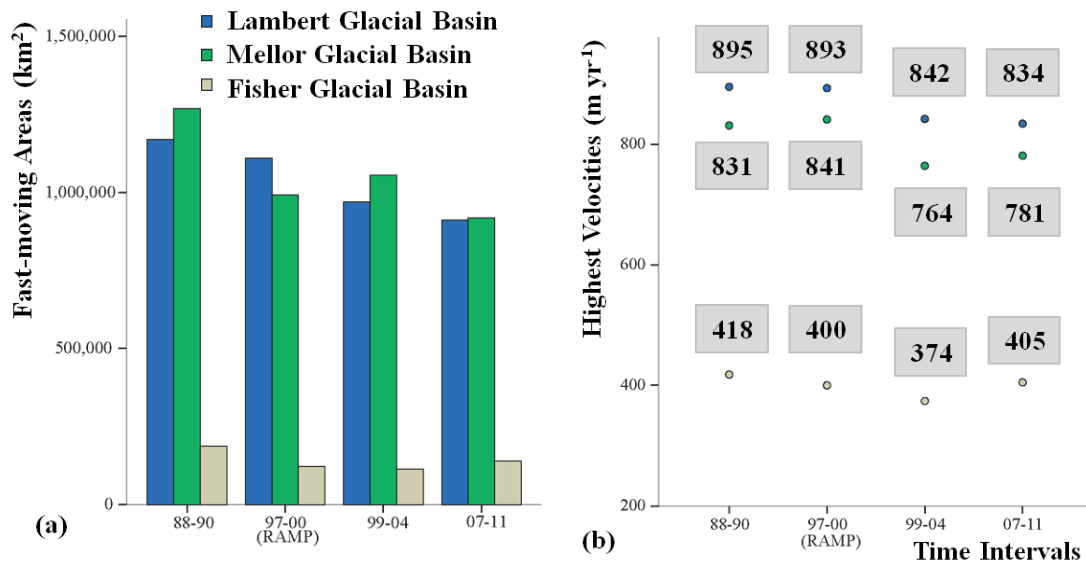 Fast-moving Areas (km²)
1,500,000
1,000,000
500,000
0
Lambert Glacial Basin
Mellor Glacial Basin
Fisher Glacial Basin
88-90
97-00
(RAMP)
99-04
07-11
(a)
Highest Velocities (m yr⁻¹)
800
600
400
200
895
893
842
834
831
841
764
781
418
400
374
405
88-90
97-00
(RAMP)
99-04
07-11
(b)
Time Intervals